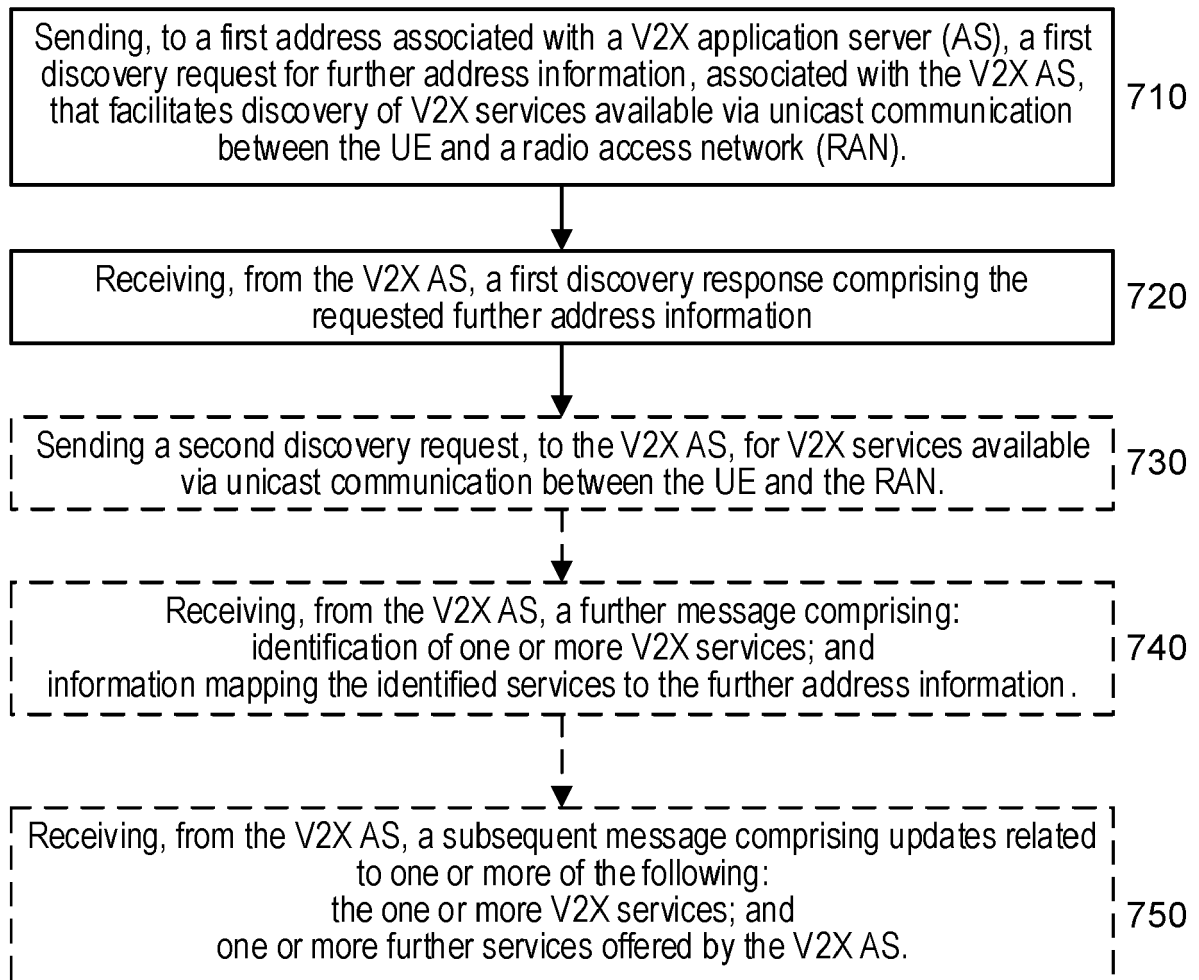 Sending, to a first address associated with a V2X application server (AS), a first
discovery request for further address information, associated with the V2X AS,
that facilitates discovery of V2X services available via unicast communication
between the UE and a radio access network (RAN).
710
Receiving, from the V2X AS, a first discovery response comprising the
requested further address information
720
Sending a second discovery request, to the V2X AS, for V2X services available
via unicast communication between the UE and the RAN.
730
Receiving, from the V2X AS, a further message comprising:
identification of one or more V2X services; and
information mapping the identified services to the further address information.
740
Receiving, from the V2X AS, a subsequent message comprising updates related
to one or more of the following:
the one or more V2X services; and
one or more further services offered by the V2X AS.
750